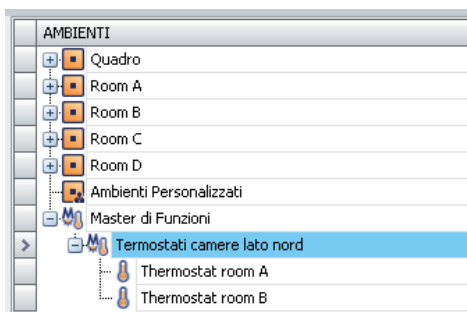 AMBIENTI
Quadro
Room A
Room B
Room C
Room D
Ambienti Personalizzati
Master di Funzioni
Termostati camere lato nord
Thermostat room A
Thermostat room B